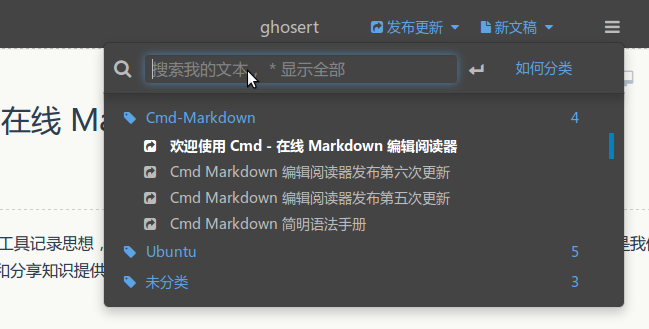 ghosert 发布更新 新文稿
搜索我的文本， * 显示全部 如何分类
在线 Ma
Cmd-Markdown 4
欢迎使用 Cmd - 在线 Markdown 编辑阅读器
Cmd Markdown 编辑阅读器发布第六次更新
Cmd Markdown 编辑阅读器发布第五次更新
Cmd Markdown 简明语法手册
工具记录思想，
Ubuntu 5
是我们
和分享知识提供
未分类 3